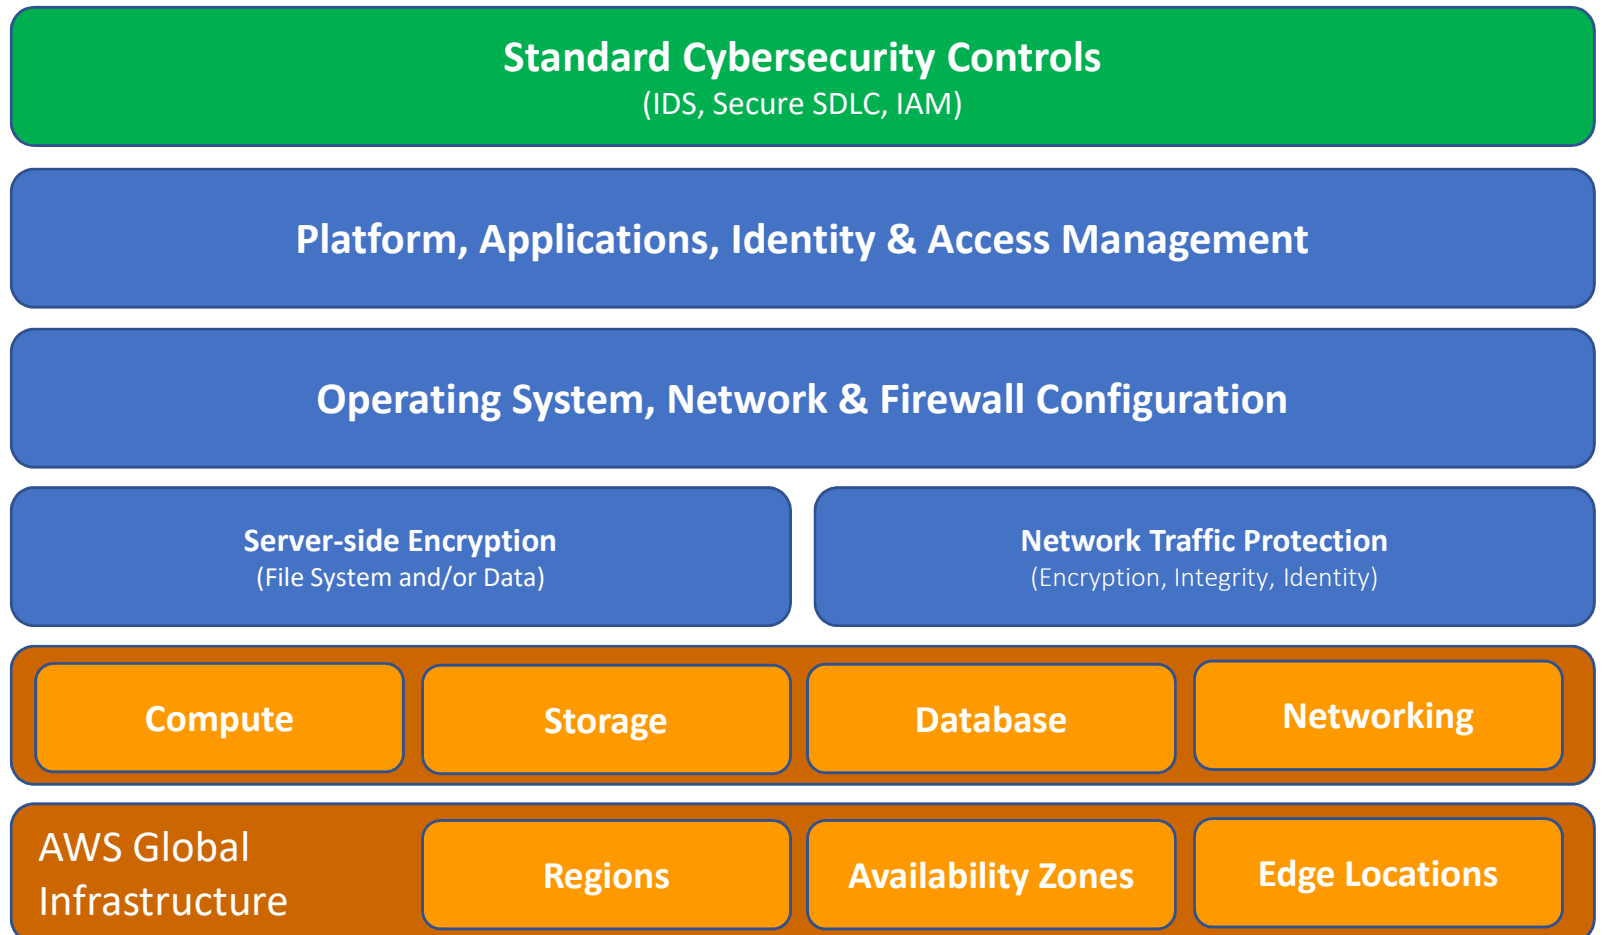 Standard Cybersecurity Controls
(IDS, Secure SDLC, IAM)
Platform, Applications, Identity & Access Management
Operating System, Network & Firewall Configuration
Server-side Encryption
(File System and/or Data)
Network Traffic Protection
(Encryption, Integrity, Identity)
Compute
Storage
Database
Networking
AWS Global
Infrastructure
Regions
Availability Zones
Edge Locations